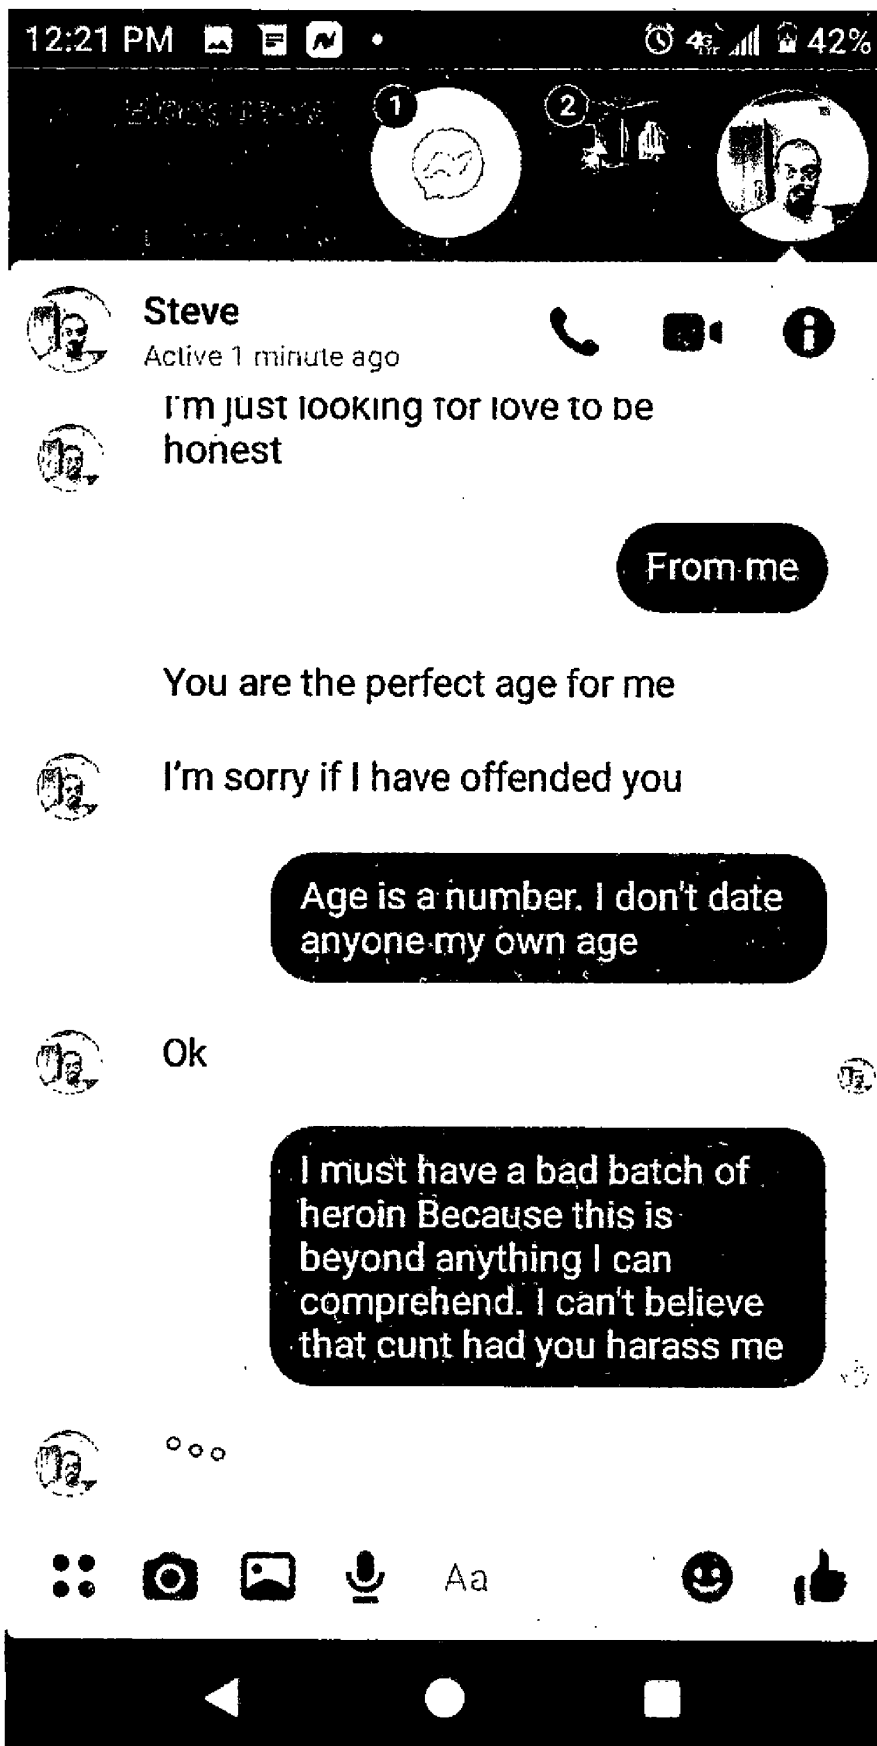 12:21 PM
42%
1
2
Steve
Active 1 minute ago
I'm just looking for love to be
honest
From me
You are the perfect age for me
I'm sorry if I have offended you
Age is a number. I don't date
anyone my own age
Ok
I must have a bad batch of
heroin Because this is
beyond anything I can
comprehend. I can't believe
that cunt had you harass me
Aa